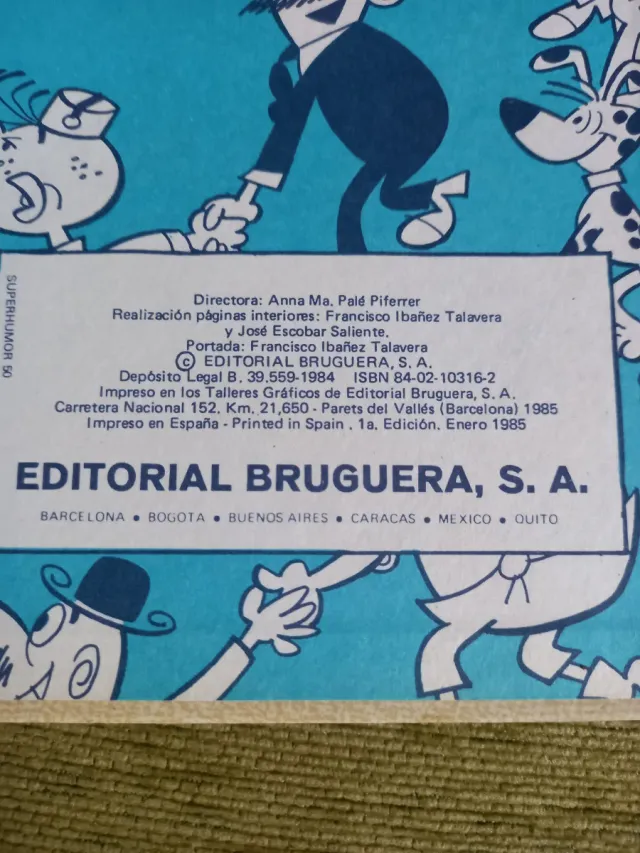 Directora: Anna Ma. Palé Piferrer
Realización páginas interiores: Francisco Ibañez Talavera
y José Escobar Saliente.
Portada: Francisco Ibañez Talavera
© EDITORIAL BRUGUERA, S. A.
Depósito Legal B. 39.559-1984 ISBN 84-02-10316-2
Impreso en los Talleres Gráficos de Editorial Bruguera, S. A.
Carretera Nacional 152, Km. 21,650 - Parets del Vallés (Barcelona) 1985
Impreso en España - Printed in Spain . 1a. Edición. Enero 1985
EDITORIAL BRUGUERA, S. A.
BARCELONA • BOGOTA • BUENOS AIRES • CARACAS • MEXICO • QUITO
SUPERHUMOR 50